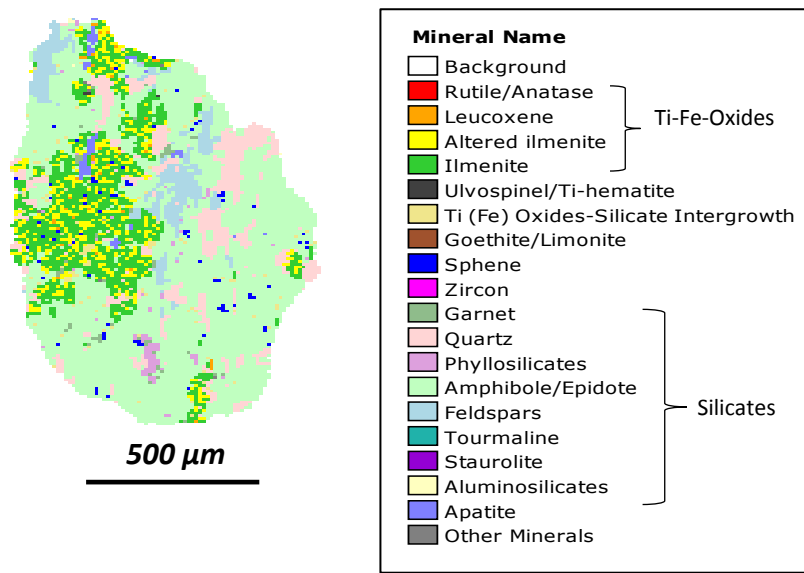 Mineral Name
Background
Rutile/Anatase
Leucoxene
Altered ilmenite
Ilmenite
Ti-Fe-Oxides
Ulvospinel/Ti-hematite
Ti (Fe) Oxides-Silicate Intergrowth
Goethite/Limonite
Sphene
Zircon
Garnet
Quartz
Phyllosilicates
Amphibole/Epidote
Feldspars
Tourmaline
Staurolite
Aluminosilicates
Silicates
Apatite
Other Minerals
500 μm